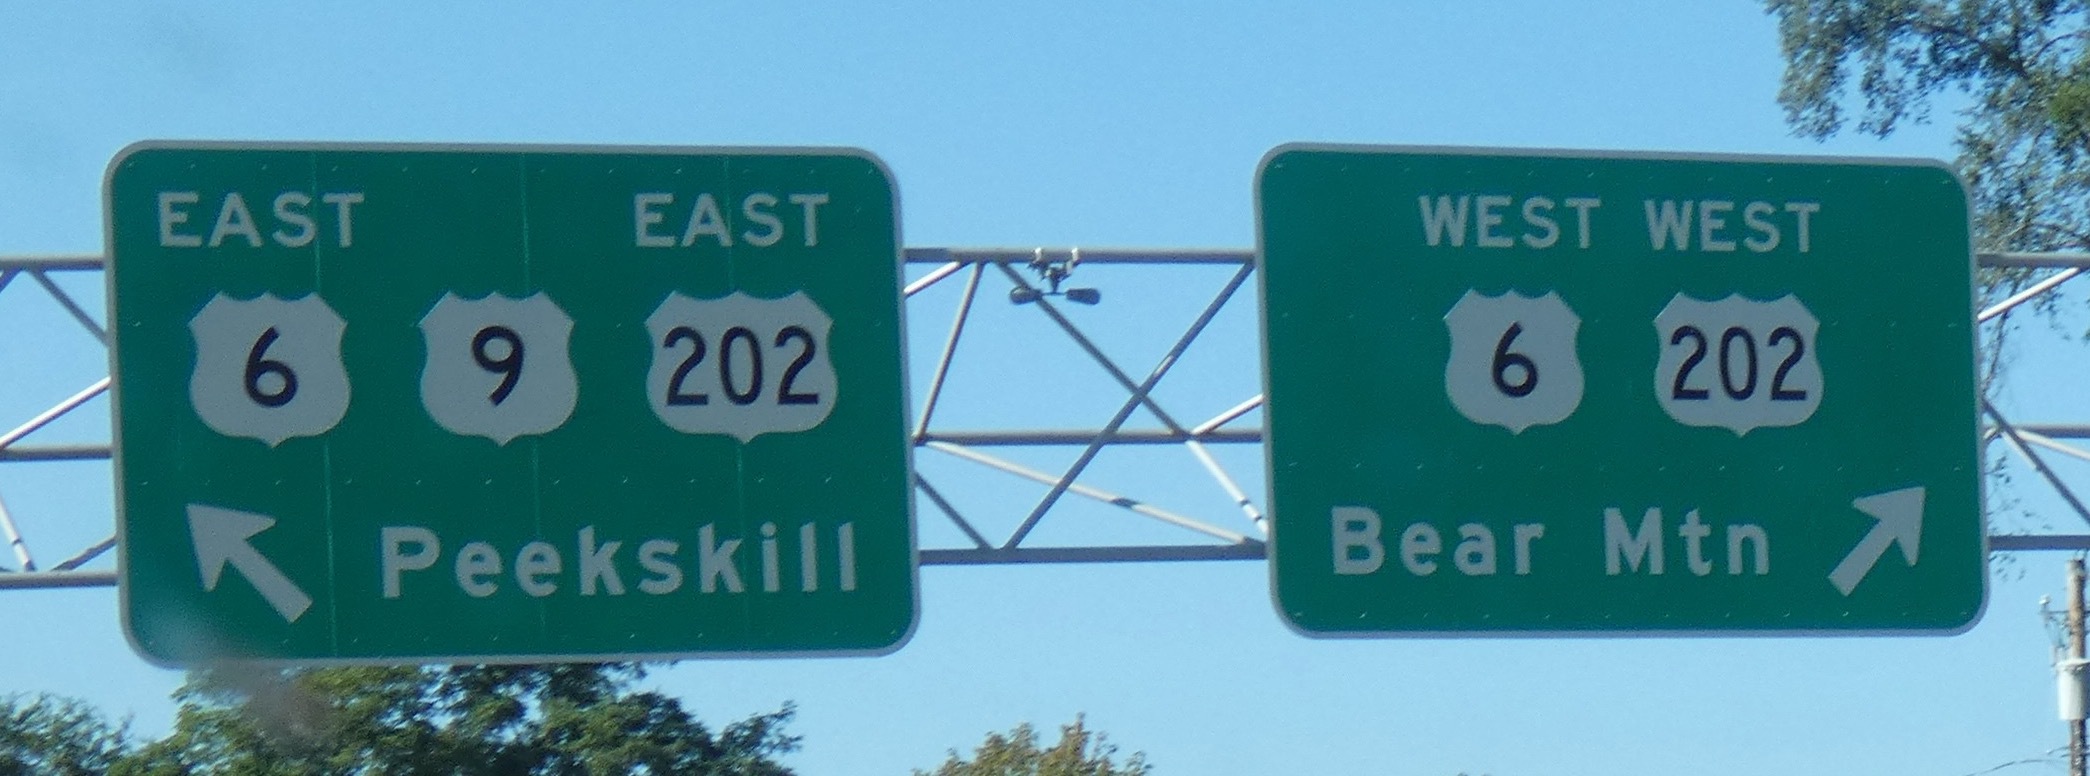 EAST EAST
6 9 202
Peekskill
WEST WEST
6 202
Bear Mtn